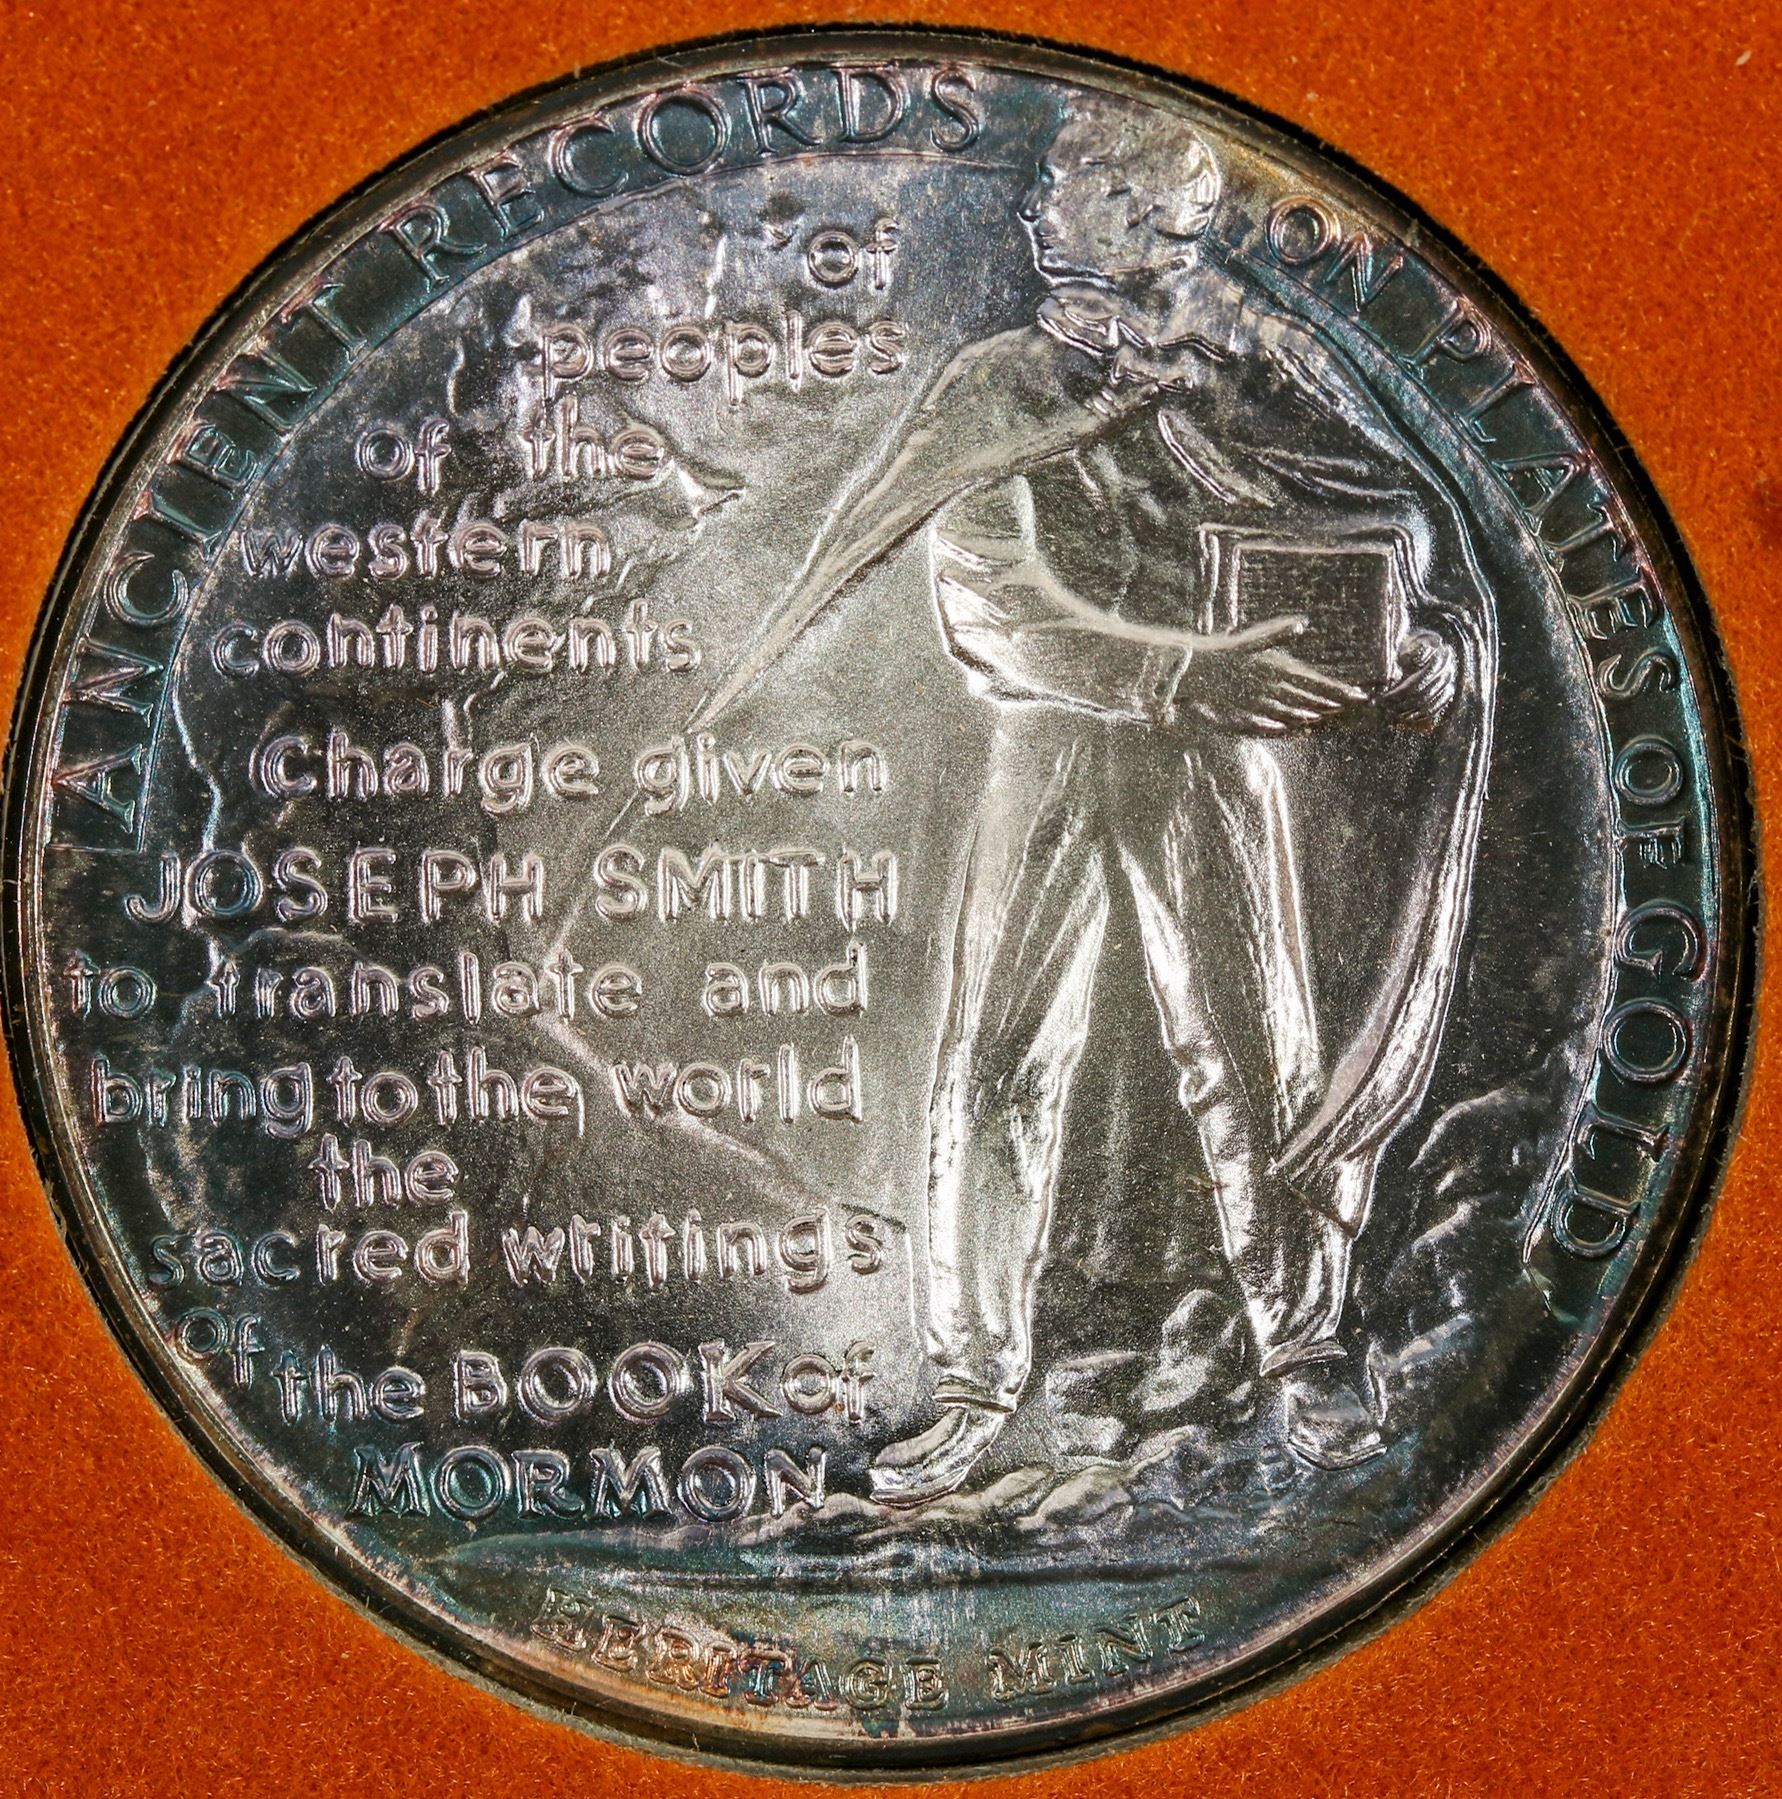 ANCIENT RECORDS ON PLATES OF GOLD
of
peoples
of the
western
continents
Charge given
JOSEPH SMITH
to translate and
bring to the world
the
sacred writings
of
the BOOK of
MORMON
HERITAGE MINT